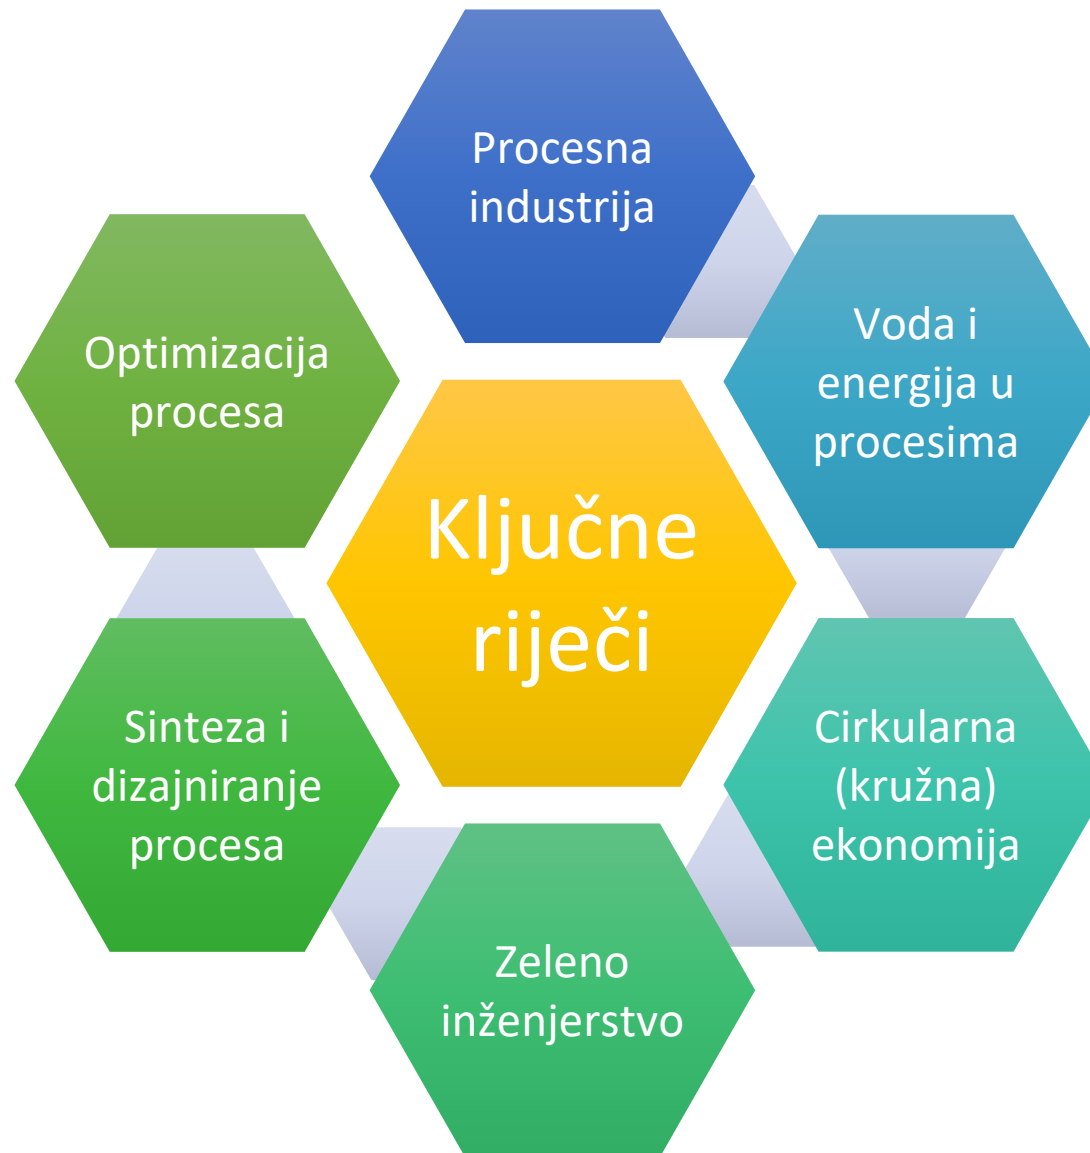 Procesna
industrija
Voda i
energija u
procesima
Cirkularna
(kružna)
ekonomija
Zeleno
inženjerstvo
Sinteza i
dizajniranje
procesa
Optimizacija
procesa
Ključne
riječi